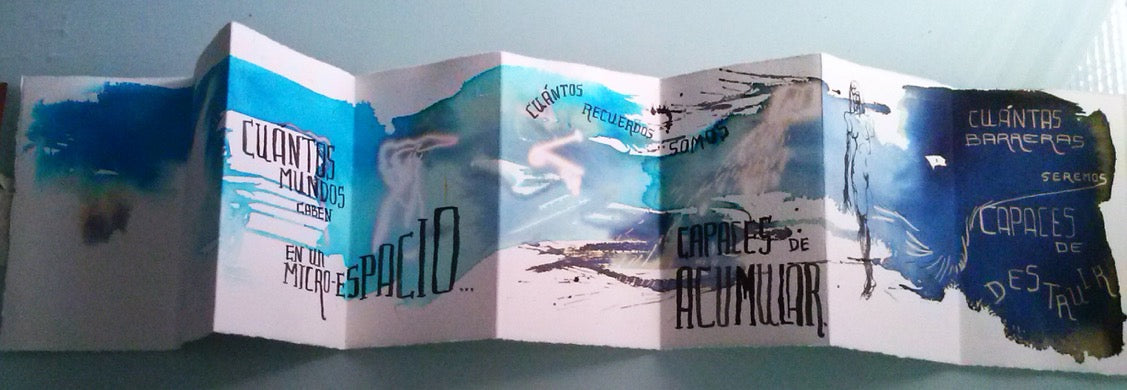 CUANTOS
MUNDOS
CABEN
EN UN
MICRO-ESPACIO...
CUÁNTOS
RECUERDOS
SOMOS
CAPACES DE
ACUMULAR.
CUÁNTAS
BARRERAS
SEREMOS
CAPACES
DE
DESTRUIR